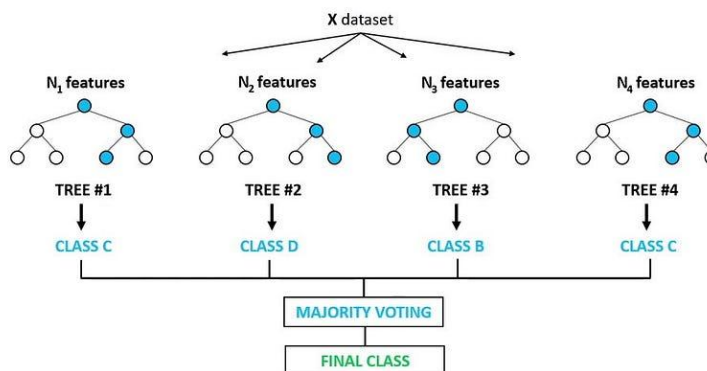 X dataset
N₁ features N₂ features N₃ features N₄ features
TREE #1 TREE #2 TREE #3 TREE #4
CLASS C CLASS D CLASS B CLASS C
MAJORITY VOTING
FINAL CLASS